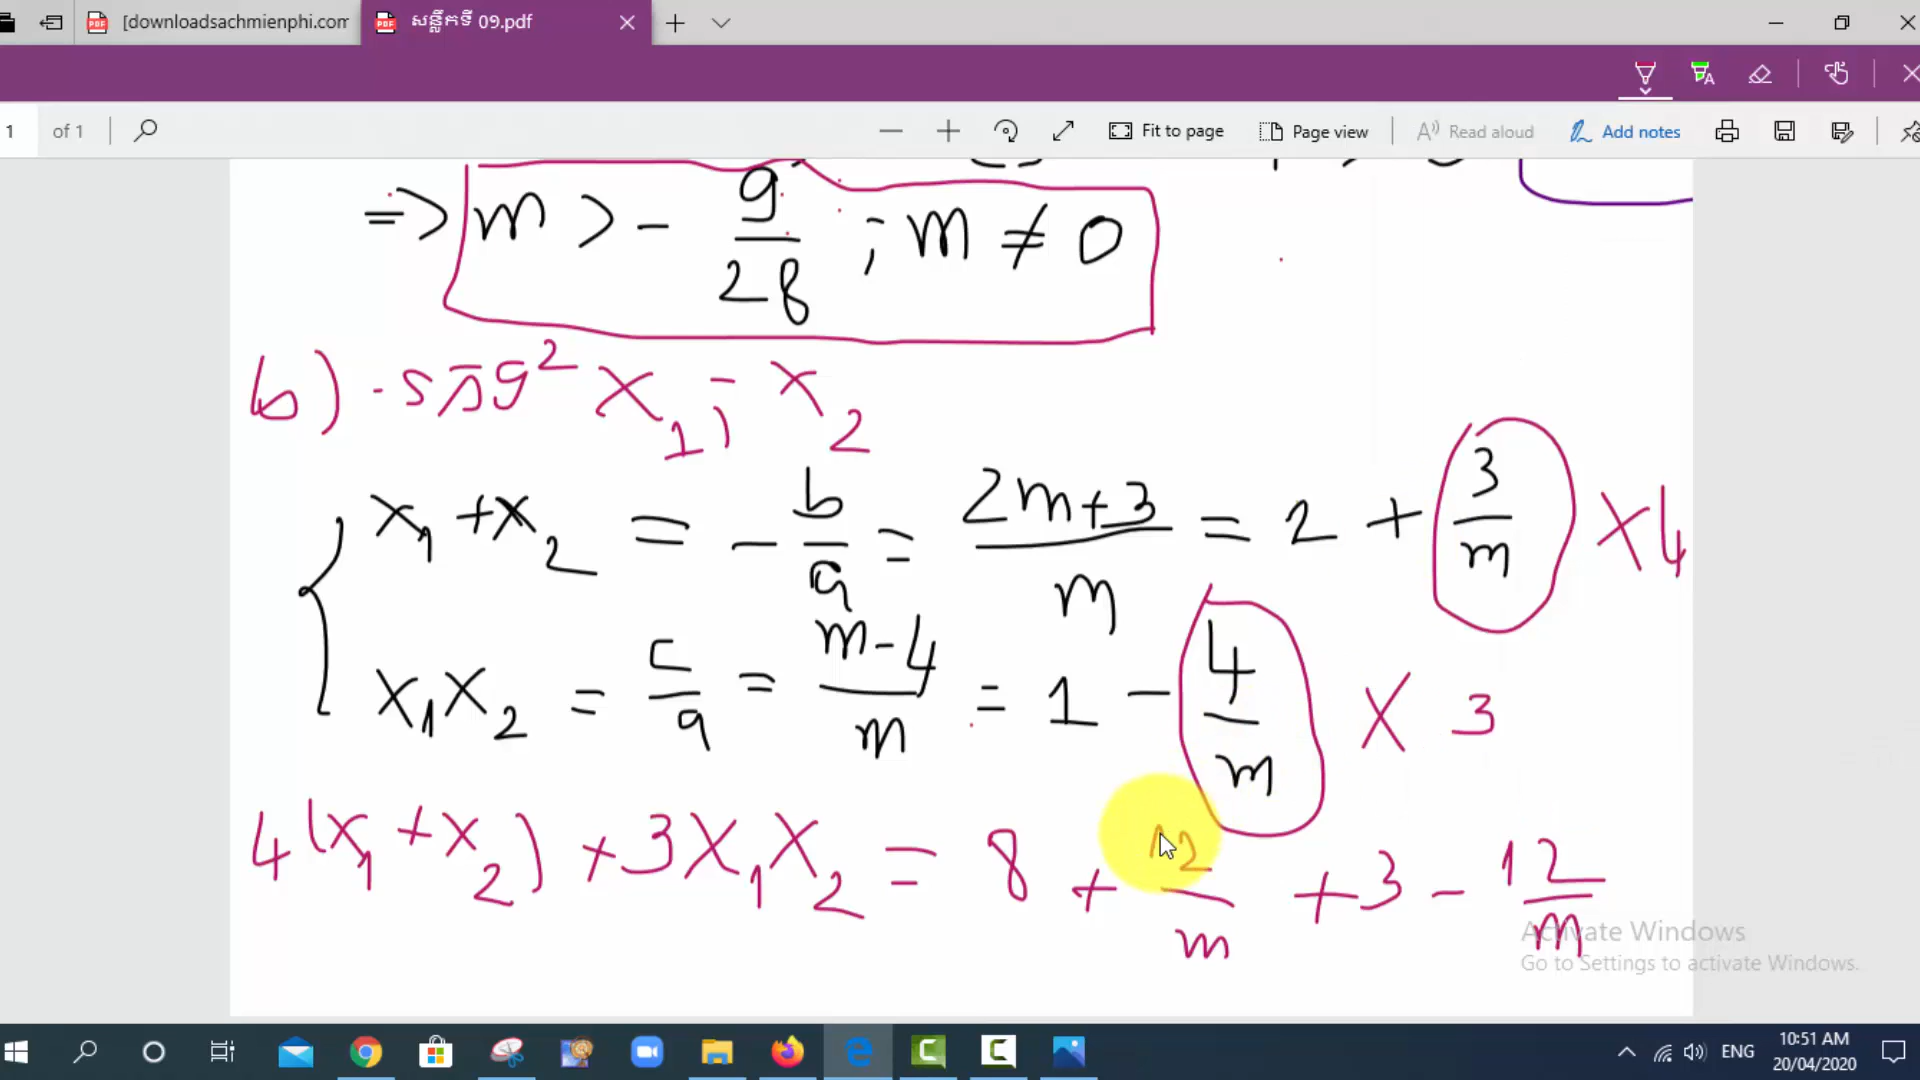 [downloadsachmienphi.com
សន្លឹកទី 09.pdf
1 of 1
Fit to page
Page view
Read aloud
Add notes
=> m > - 9/28 ; m ≠ 0
b) x₁ ; x₂
x₁ + x₂ = - b/a = 2m+3/m = 2 + 3/m × 4
x₁x₂ = c/a = m-4/m = 1 - 4/m × 3
4(x₁ + x₂) + 3x₁x₂ = 8 + 12/m + 3 - 12/m
Activate Windows
Go to Settings to activate Windows.
ENG
10:51 AM
20/04/2020